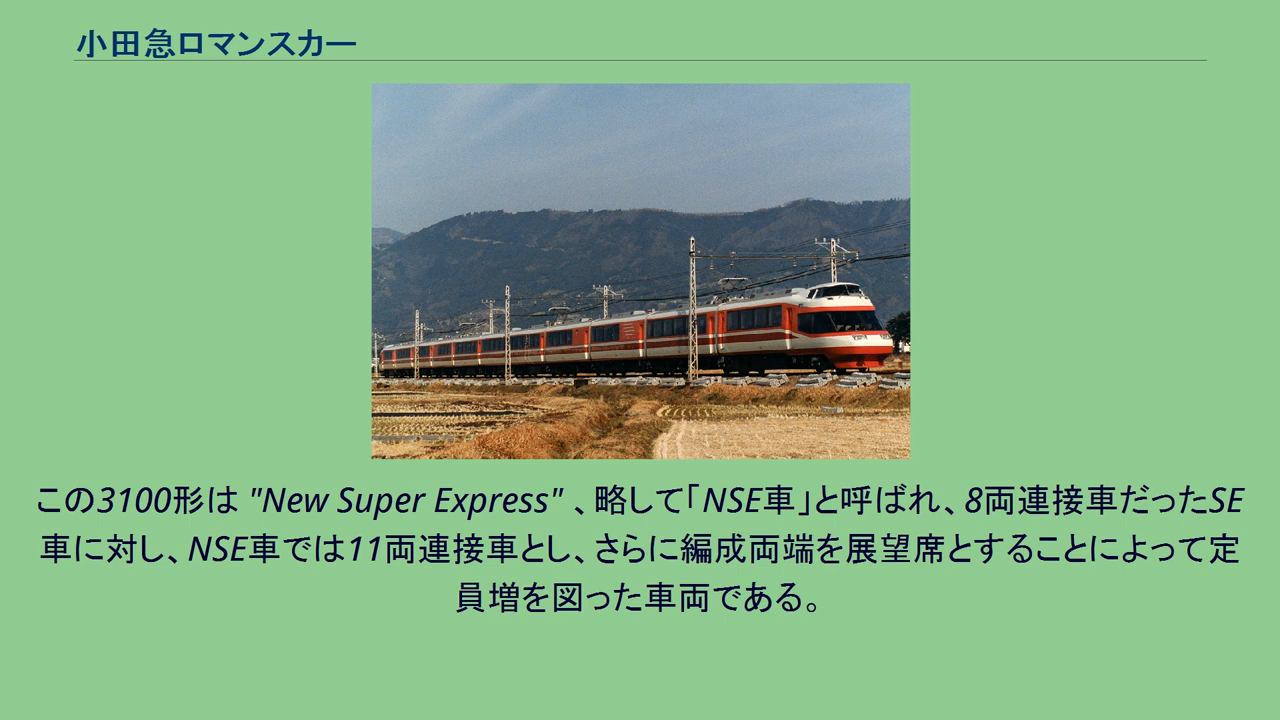 小田急ロマンスカー
この3100形は "New Super Express" 、略して｢NSE車｣と呼ばれ、8両連接車だったSE
車に対し、NSE車では11両連接車とし、さらに編成両端を展望席とすることによって定
員増を図った車両である。